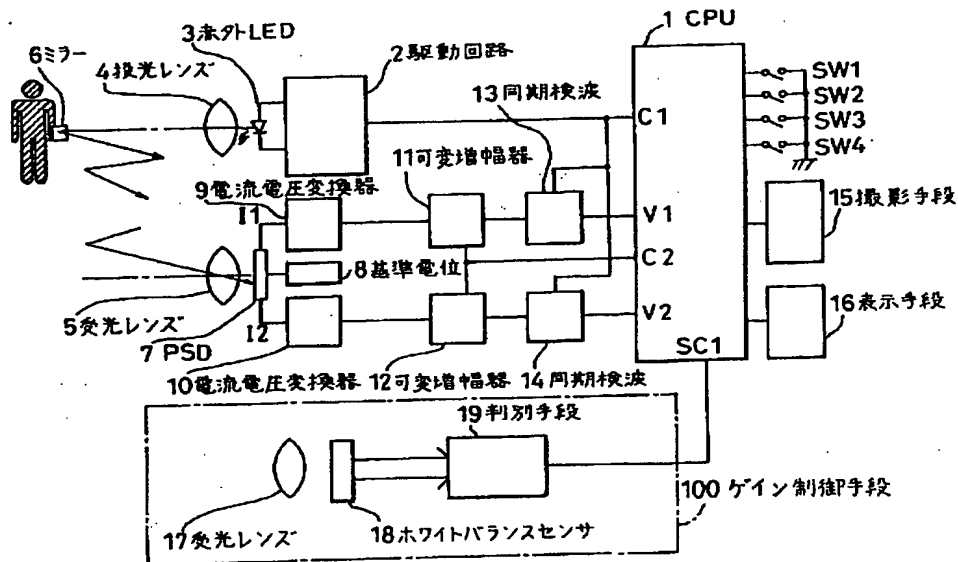 1 CPU
3赤外LED
6ミラー
2駆動回路
4投光レンズ
SW1
SW2
SW3
SW4
13同期検波
C1
11可変増幅器
9電流電圧変換器
I1
V1
15撮影手段
C2
8基準電位
5受光レンズ
I2
V2
16表示手段
7 PSD
SC1
10電流電圧変換器
12可変増幅器
14同期検波
19判別手段
100ゲイン制御手段
17受光レンズ
18ホワイトバランスセンサ